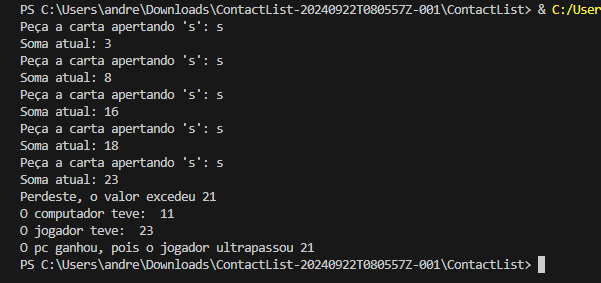 PS C:\Users\andre\Downloads\ContactList-20240922T080557Z-001\ContactList> & C:/User
Peça a carta apertando 's': s
Soma atual: 3
Peça a carta apertando 's': s
Soma atual: 8
Peça a carta apertando 's': s
Soma atual: 16
Peça a carta apertando 's': s
Soma atual: 18
Peça a carta apertando 's': s
Soma atual: 23
Perdeste, o valor excedeu 21
O computador teve:  11
O jogador teve:  23
O pc ganhou, pois o jogador ultrapassou 21
PS C:\Users\andre\Downloads\ContactList-20240922T080557Z-001\ContactList>